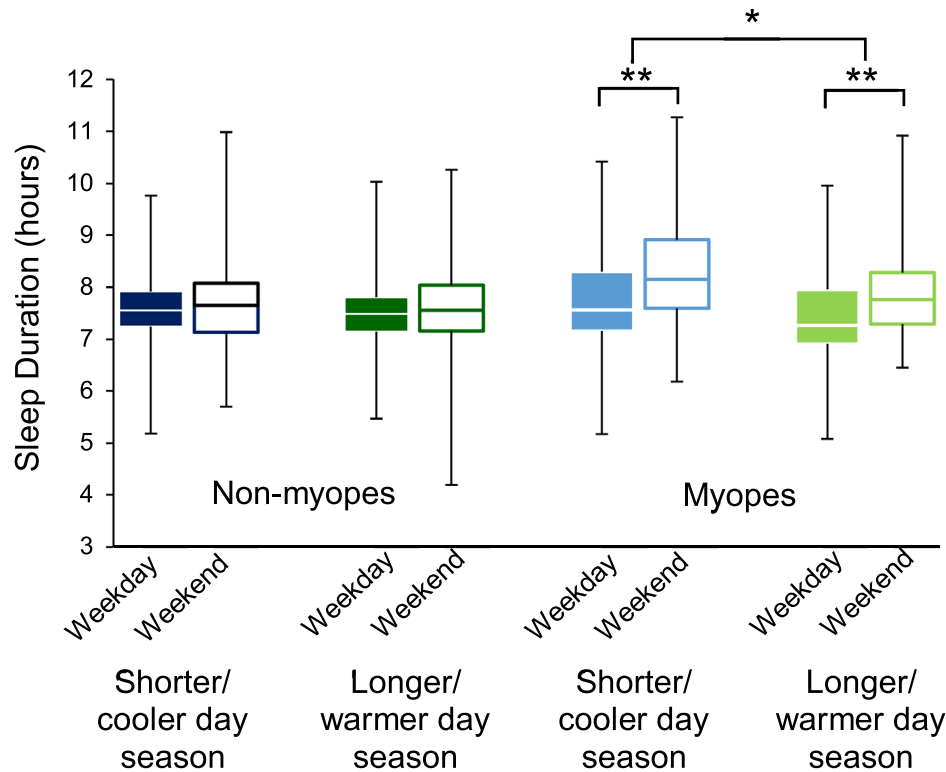 *
** **
Sleep Duration (hours)
12
11
10
9
8
7
6
5
4
3
Non-myopes Myopes
Weekday Weekend Weekday Weekend Weekday Weekend Weekday Weekend
Shorter/ Longer/ Shorter/ Longer/
cooler day warmer day cooler day warmer day
season season season season